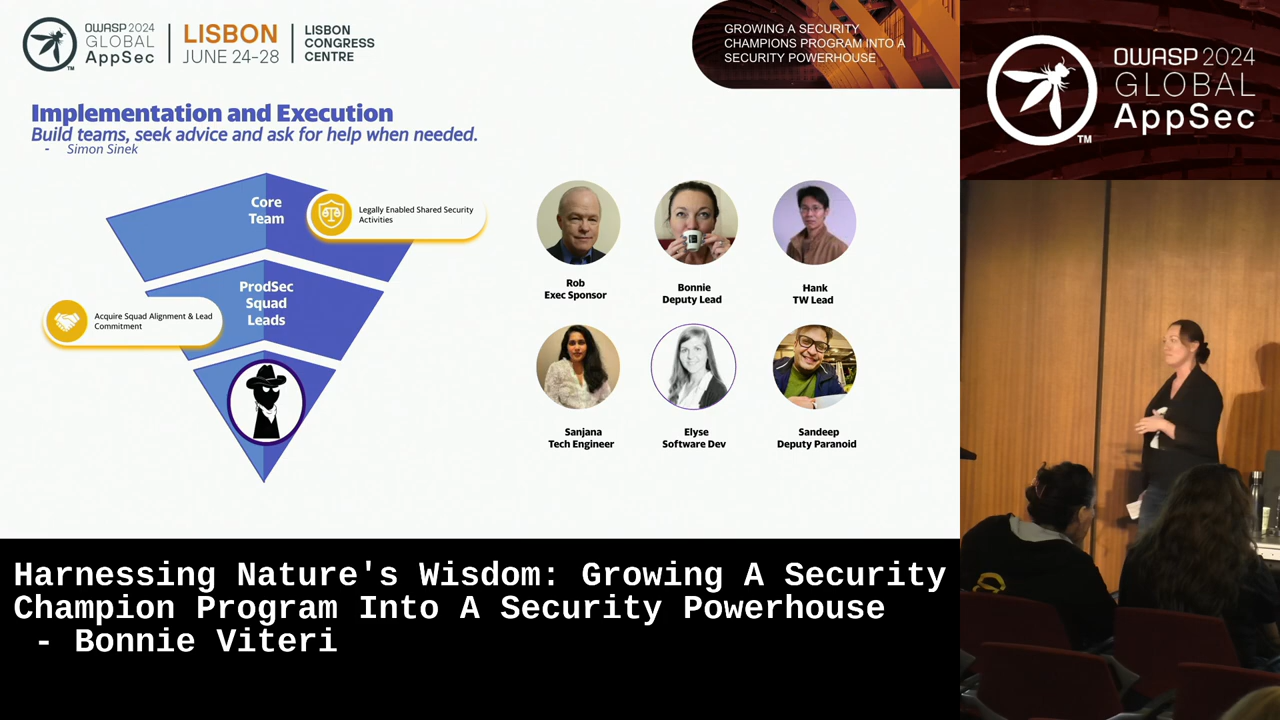 OWASP 2024
GLOBAL
AppSec
TM
LISBON
JUNE 24-28
LISBON
CONGRESS
CENTRE
GROWING A SECURITY
CHAMPIONS PROGRAM INTO A
SECURITY POWERHOUSE
OWASP 2024
GLOBAL
AppSec
TM
Implementation and Execution
Build teams, seek advice and ask for help when needed.
- Simon Sinek
Core
Team
Legally Enabled Shared Security
Activities
ProdSec
Squad
Leads
Acquire Squad Alignment & Lead
Commitment
Rob
Exec Sponsor
Bonnie
Deputy Lead
Hank
TW Lead
Sanjana
Tech Engineer
Elyse
Software Dev
Sandeep
Deputy Paranoid
Harnessing Nature's Wisdom: Growing A Security
Champion Program Into A Security Powerhouse
- Bonnie Viteri